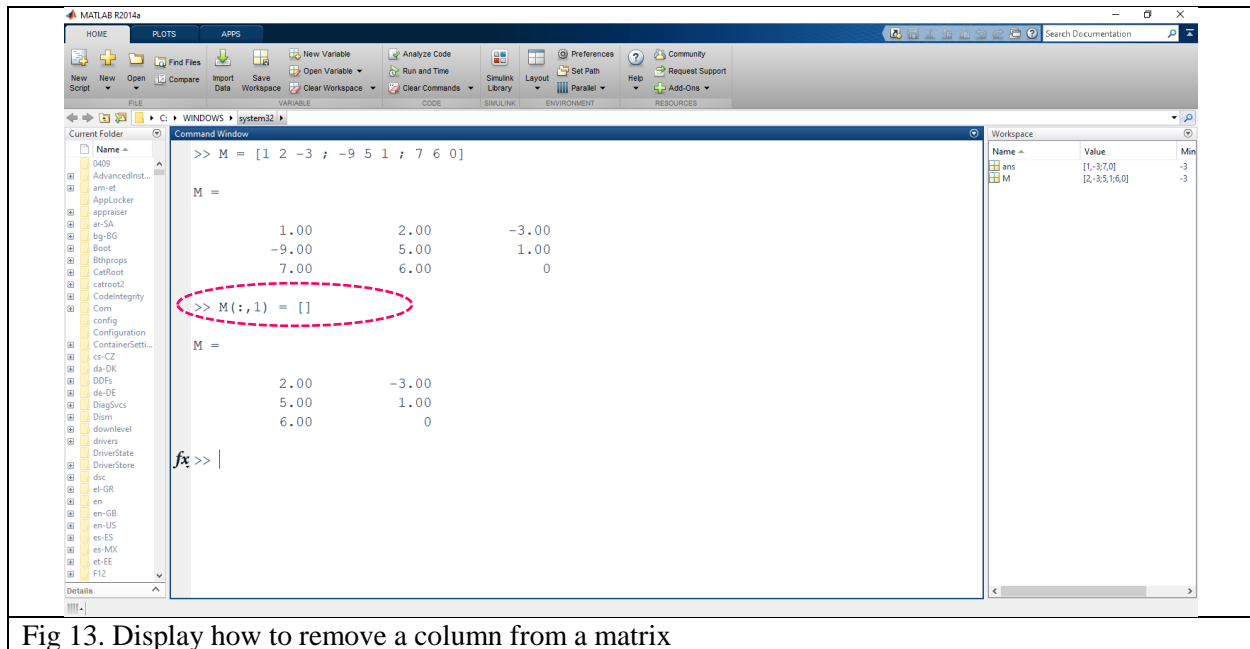 MATLAB R2014a
HOME PLOTS APPS
Search Documentation
New Script
New
Open
Find Files
Compare
Import Data
Save Workspace
New Variable
Open Variable
Clear Workspace
Analyze Code
Run and Time
Clear Commands
Simulink Library
Layout
Preferences
Set Path
Parallel
Help
Community
Request Support
Add-Ons
FILE VARIABLE CODE SIMULINK ENVIRONMENT RESOURCES
C: WINDOWS system32
Current Folder
Name
0409
AdvancedInst...
am-et
AppLocker
appraiser
ar-SA
bg-BG
Boot
Bthprops
CatRoot
catroot2
CodeIntegrity
Com
config
Configuration
ContainerSetti...
cs-CZ
da-DK
DDFs
de-DE
DiagSvcs
Dism
downlevel
drivers
DriverState
DriverStore
dsc
el-GR
en
en-GB
en-US
es-ES
es-MX
et-EE
F12
Details
Command Window
>> M = [1 2 -3 ; -9 5 1 ; 7 6 0]
M =
1.00 2.00 -3.00
-9.00 5.00 1.00
7.00 6.00 0
>> M(:,1) = []
M =
2.00 -3.00
5.00 1.00
6.00 0
fx >>
Workspace
Name Value Min
ans [1,-3;7,0] -3
M [2,-3;5,1;6,0] -3
Fig 13. Display how to remove a column from a matrix